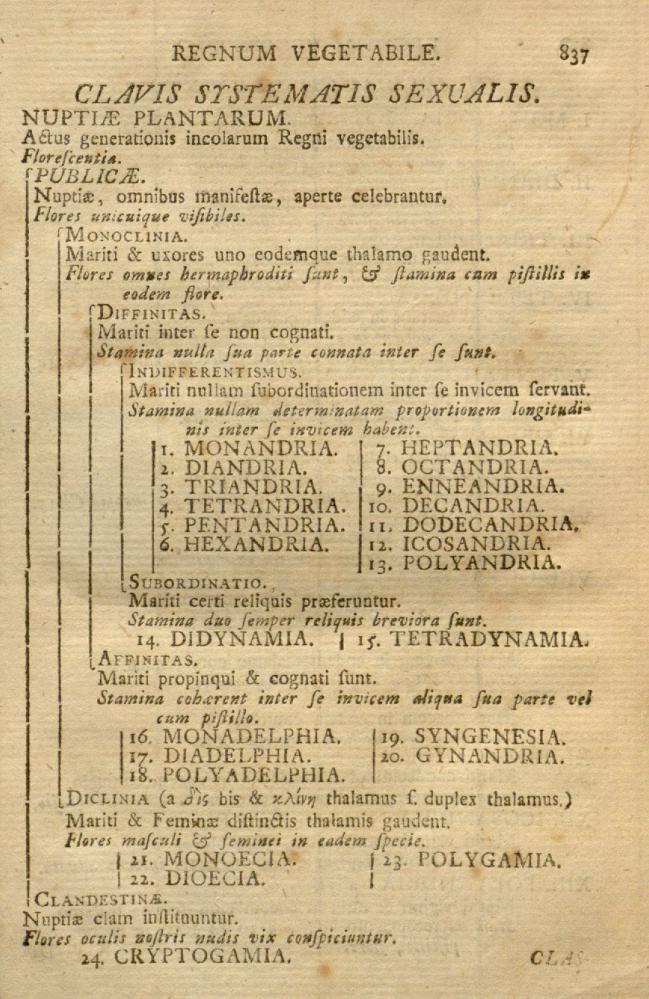 REGNUM VEGETABILE. 837
CLAVIS SYSTEMATIS SEXUALIS.
NUPTIÆ PLANTARUM.
Actus generationis incolarum Regni vegetabilis.
Floreſcentia.
PUBLICÆ.
Nuptiæ, omnibus manifeſtæ, aperte celebrantur.
Flores unicuique viſibiles.
MONOCLINIA.
Mariti & uxores uno eodemque thalamo gaudent.
Flores omnes hermaphroditi ſunt, & ſtamina cum piſtillis in
eodem flore.
DIFFINITAS.
Mariti inter ſe non cognati.
Stamina nulla ſua parte connata inter ſe ſunt.
INDIFFERENTISMUS.
Mariti nullam ſubordinationem inter ſe invicem ſervant.
Stamina nullam determinatam proportionem longitudi-
nis inter ſe invicem habent.
1. MONANDRIA. 7. HEPTANDRIA.
2. DIANDRIA. 8. OCTANDRIA.
3. TRIANDRIA. 9. ENNEANDRIA.
4. TETRANDRIA. 10. DECANDRIA.
5. PENTANDRIA. 11. DODECANDRIA.
6. HEXANDRIA. 12. ICOSANDRIA.
13. POLYANDRIA.
SUBORDINATIO.
Mariti certi reliquis præferuntur.
Stamina duo ſemper reliquis breviora ſunt.
14. DIDYNAMIA. 15. TETRADYNAMIA.
AFFINITAS.
Mariti propinqui & cognati ſunt.
Stamina cohærent inter ſe invicem aliqua ſua parte vel
cum piſtillo.
16. MONADELPHIA. 19. SYNGENESIA.
17. DIADELPHIA. 20. GYNANDRIA.
18. POLYADELPHIA.
DICLINIA (a δὶς bis & κλίνη thalamus ſ. duplex thalamus.)
Mariti & Feminæ diſtinctis thalamis gaudent.
Flores maſculi & feminei in eadem ſpecie.
21. MONOECIA. 23. POLYGAMIA.
22. DIOECIA.
CLANDESTINÆ.
Nuptiæ clam inſtituuntur.
Flores oculis noſtris nudis vix conſpiciuntur.
24. CRYPTOGAMIA. CLAS-